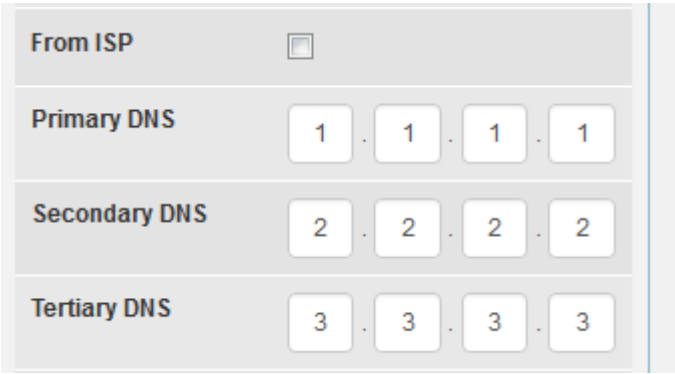 From ISP
Primary DNS 1 . 1 . 1 . 1
Secondary DNS 2 . 2 . 2 . 2
Tertiary DNS 3 . 3 . 3 . 3